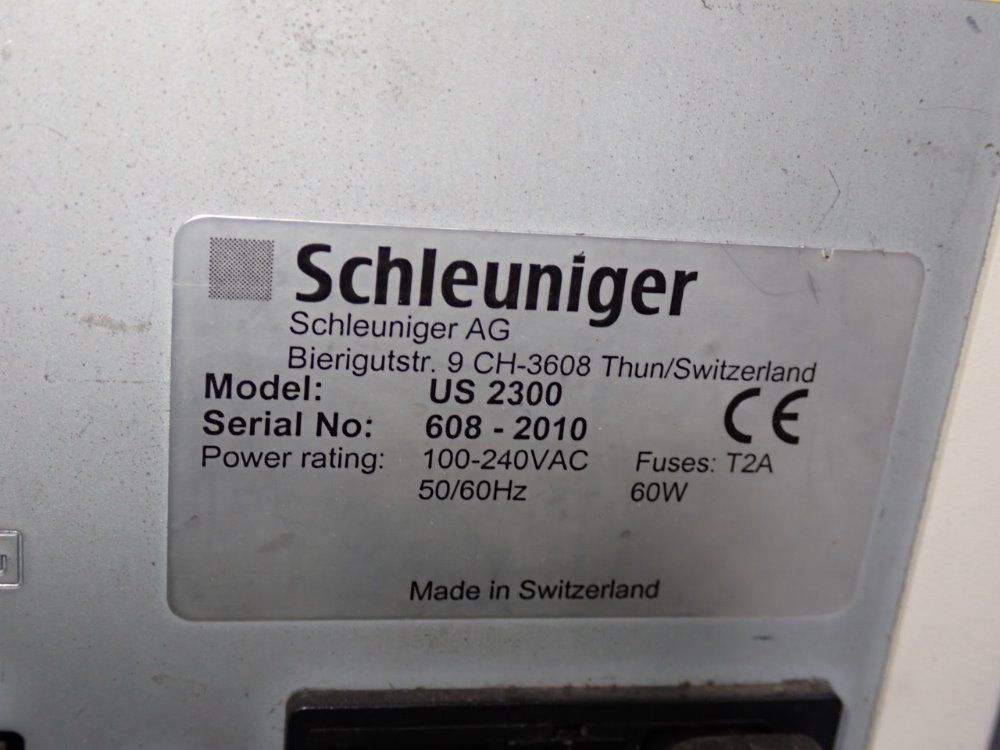 Schleuniger
Schleuniger AG
Bierigutstr. 9 CH-3608 Thun/Switzerland
Model: US 2300
Serial No: 608 - 2010 CE
Power rating: 100-240VAC Fuses: T2A
50/60Hz 60W
Made in Switzerland